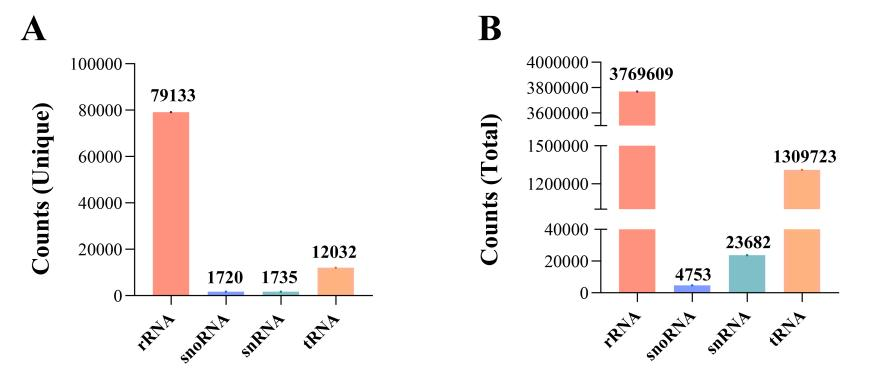 A
Counts (Unique)
100000
80000
60000
40000
20000
0
79133
1720
1735
12032
rRNA
snoRNA
snRNA
tRNA
B
Counts (Total)
4000000
3800000
3600000
1500000
1200000
40000
20000
0
3769609
4753
23682
1309723
rRNA
snoRNA
snRNA
tRNA